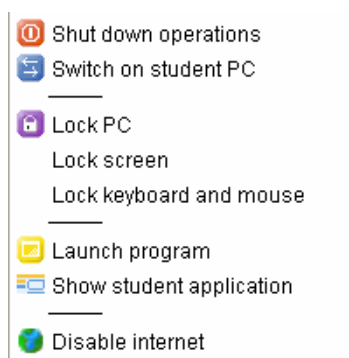 Shut down operations
Switch on student PC
Lock PC
Lock screen
Lock keyboard and mouse
Launch program
Show student application
Disable internet